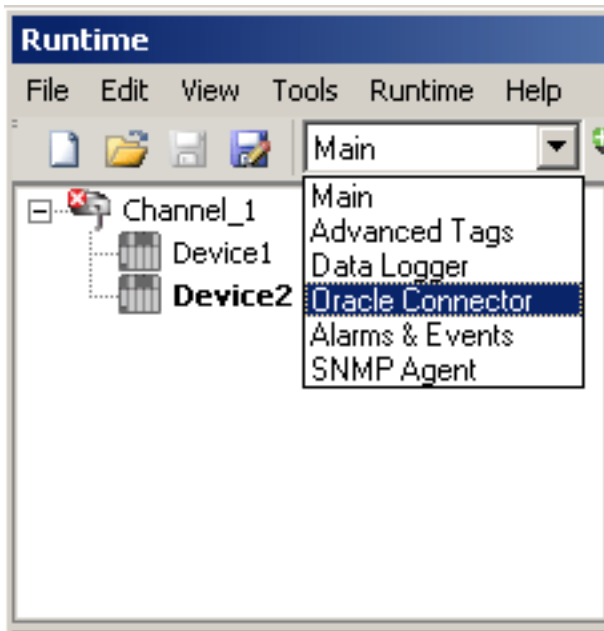 Runtime
File Edit View Tools Runtime Help
Main
Main
Advanced Tags
Data Logger
Oracle Connector
Alarms & Events
SNMP Agent
Channel_1
Device1
Device2